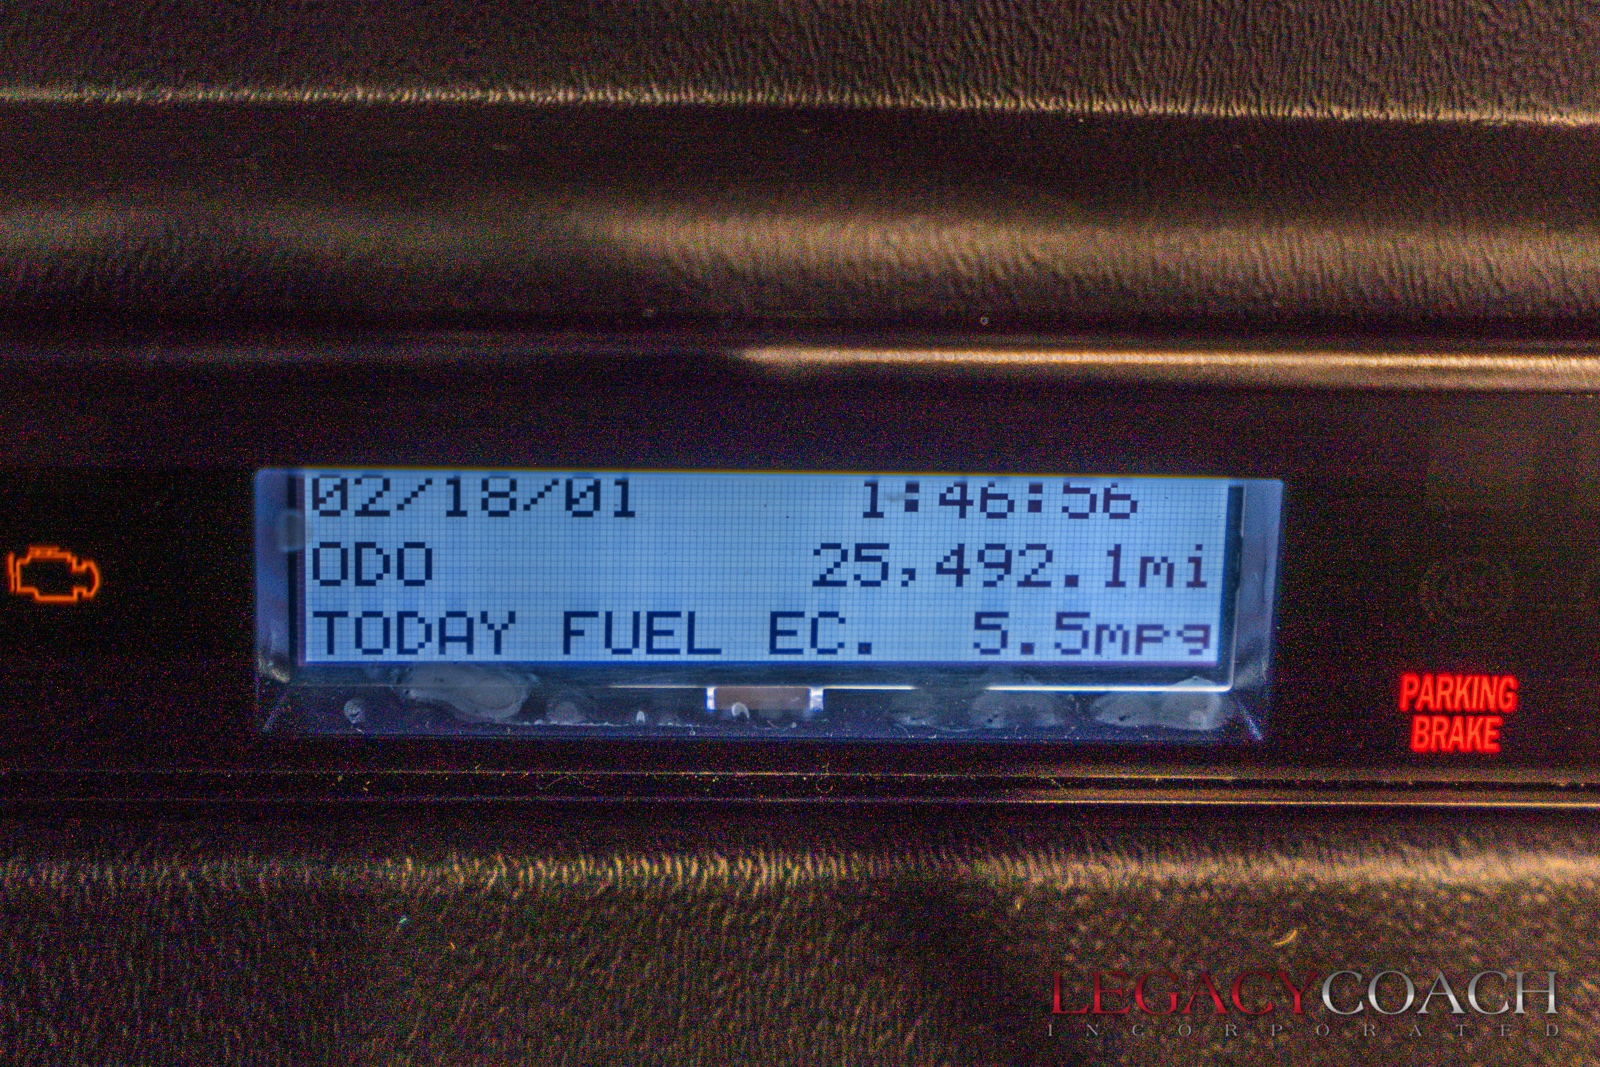 02/18/01 1:46:56
ODO 25,492.1mi
TODAY FUEL EC. 5.5mpg
PARKING
BRAKE
LEGACYCOACH
INCORPORATED